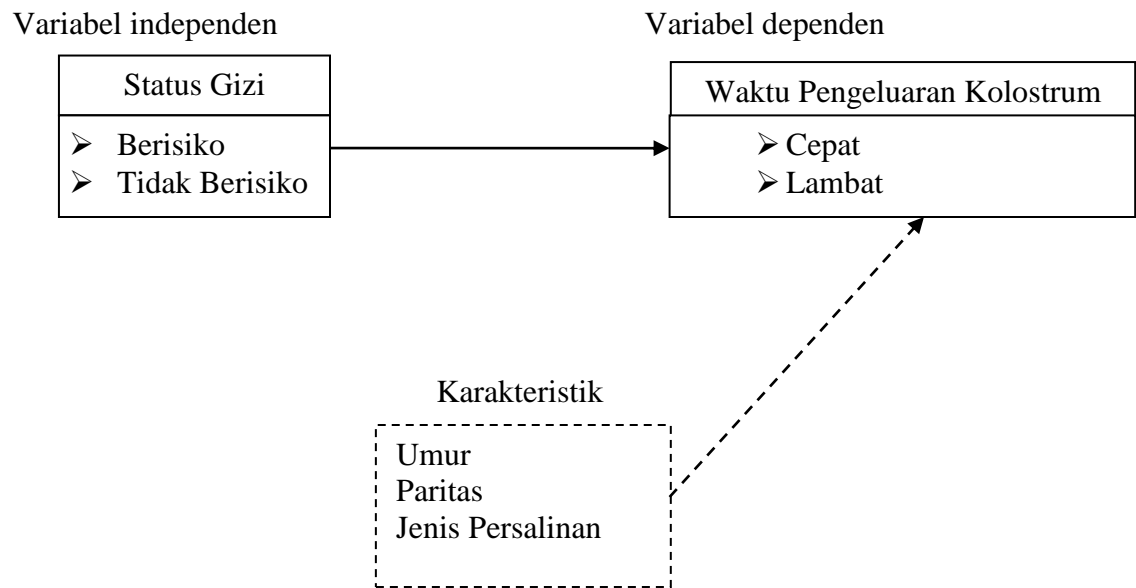 Variabel independen
Variabel dependen
Status Gizi
➢ Berisiko
➢ Tidak Berisiko
Waktu Pengeluaran Kolostrum
➢ Cepat
➢ Lambat
Karakteristik
Umur
Paritas
Jenis Persalinan